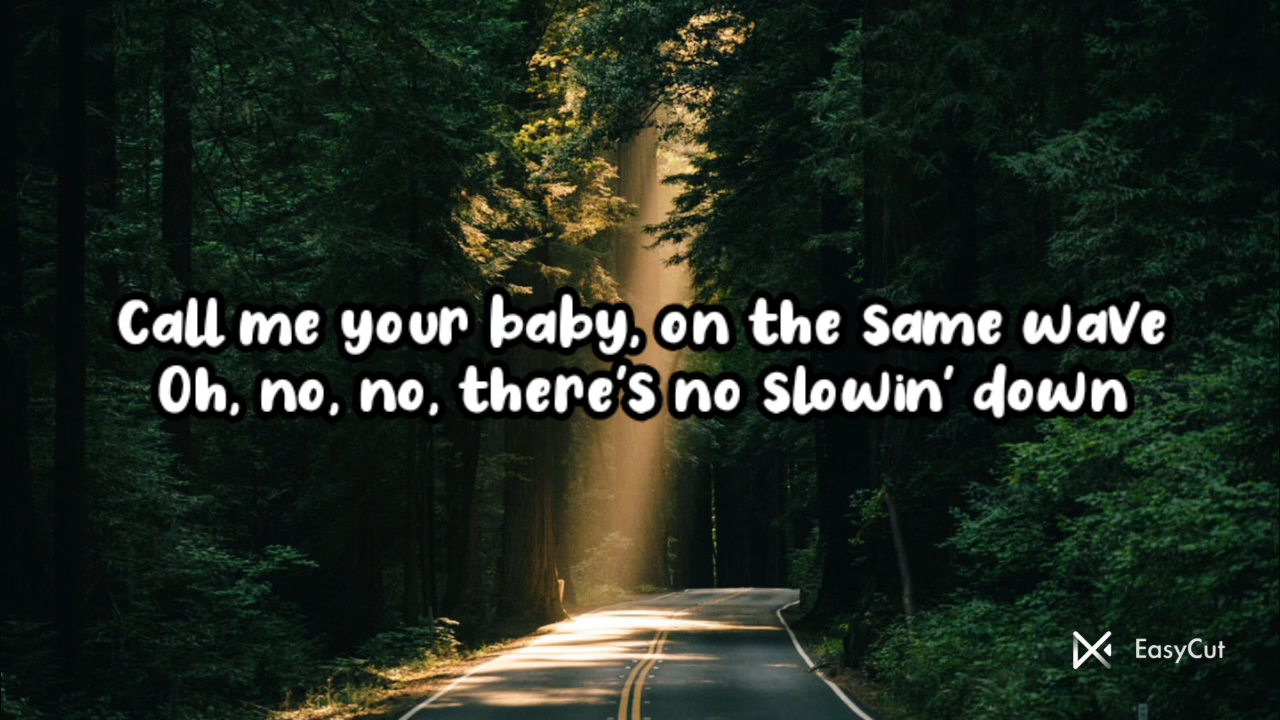 Call me your baby, on the same wave
Oh, no, no, there's no slowin' down
EasyCut